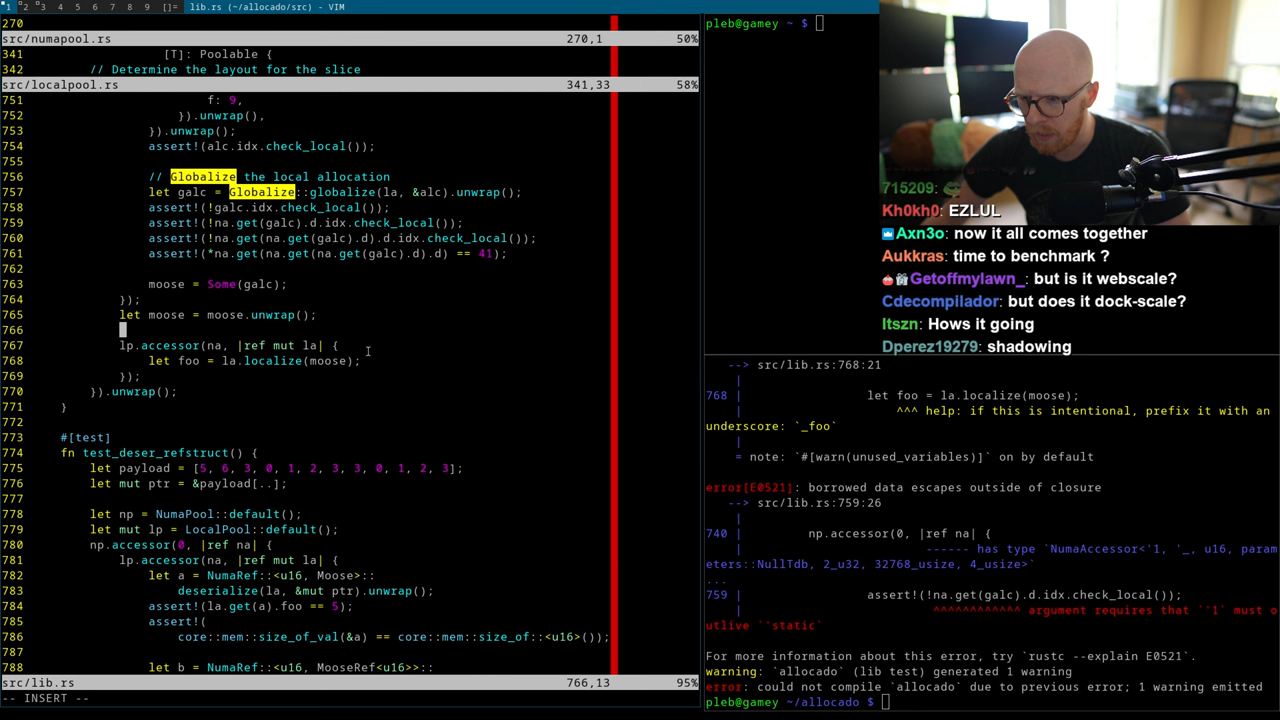 1 2 3 4 5 6 7 8 9 []= lib.rs (~/allocado/src) - VIM
270
src/numapool.rs 270,1 50%
341 [T]: Poolable {
342 // Determine the layout for the slice
src/localpool.rs 341,33 58%
751 f: 9,
752 }).unwrap(),
753 }).unwrap();
754 assert!(alc.idx.check_local());
755
756 // Globalize the local allocation
757 let galc = Globalize::globalize(la, &alc).unwrap();
758 assert!(!galc.idx.check_local());
759 assert!(!na.get(galc).d.idx.check_local());
760 assert!(!na.get(na.get(galc).d).d.idx.check_local());
761 assert!(*na.get(na.get(na.get(galc).d).d) == 41);
762
763 moose = Some(galc);
764 });
765 let moose = moose.unwrap();
766
767 lp.accessor(na, |ref mut la| {
768 let foo = la.localize(moose);
769 });
770 }).unwrap();
771 }
772
773 #[test]
774 fn test_deser_refstruct() {
775 let payload = [5, 6, 3, 0, 1, 2, 3, 3, 0, 1, 2, 3];
776 let mut ptr = &payload[..];
777
778 let np = NumaPool::default();
779 let mut lp = LocalPool::default();
780 np.accessor(0, |ref na| {
781 lp.accessor(na, |ref mut la| {
782 let a = NumaRef::<u16, Moose>::
783 deserialize(la, &mut ptr).unwrap();
784 assert!(la.get(a).foo == 5);
785 assert!(
786 core::mem::size_of_val(&a) == core::mem::size_of::<u16>());
787
788 let b = NumaRef::<u16, MooseRef<u16>>::
src/lib.rs 766,13 95%
-- INSERT --
pleb@gamey ~ $
--> src/lib.rs:768:21
|
768 let foo = la.localize(moose);
| ^^^ help: if this is intentional, prefix it with an
underscore: `_foo`
|
= note: `#[warn(unused_variables)]` on by default
error[E0521]: borrowed data escapes outside of closure
--> src/lib.rs:759:26
|
740 np.accessor(0, |ref na| {
| ------ has type `NumaAccessor<'1, '_, u16, param
eters::NullTdb, 2_u32, 32768_usize, 4_usize>`
...
759 assert!(!na.get(galc).d.idx.check_local());
| ^^^^^^^^^^^^ argument requires that `'1` must o
utlive `'static`
For more information about this error, try `rustc --explain E0521`.
warning: `allocado` (lib test) generated 1 warning
error: could not compile `allocado` due to previous error; 1 warning emitted
pleb@gamey ~/allocado $
715209:
Kh0kh0: EZLUL
Axn3o: now it all comes together
Aukkras: time to benchmark ?
Getoffmylawn_: but is it webscale?
Cdecompilador: but does it dock-scale?
Itszn: Hows it going
Dperez19279: shadowing